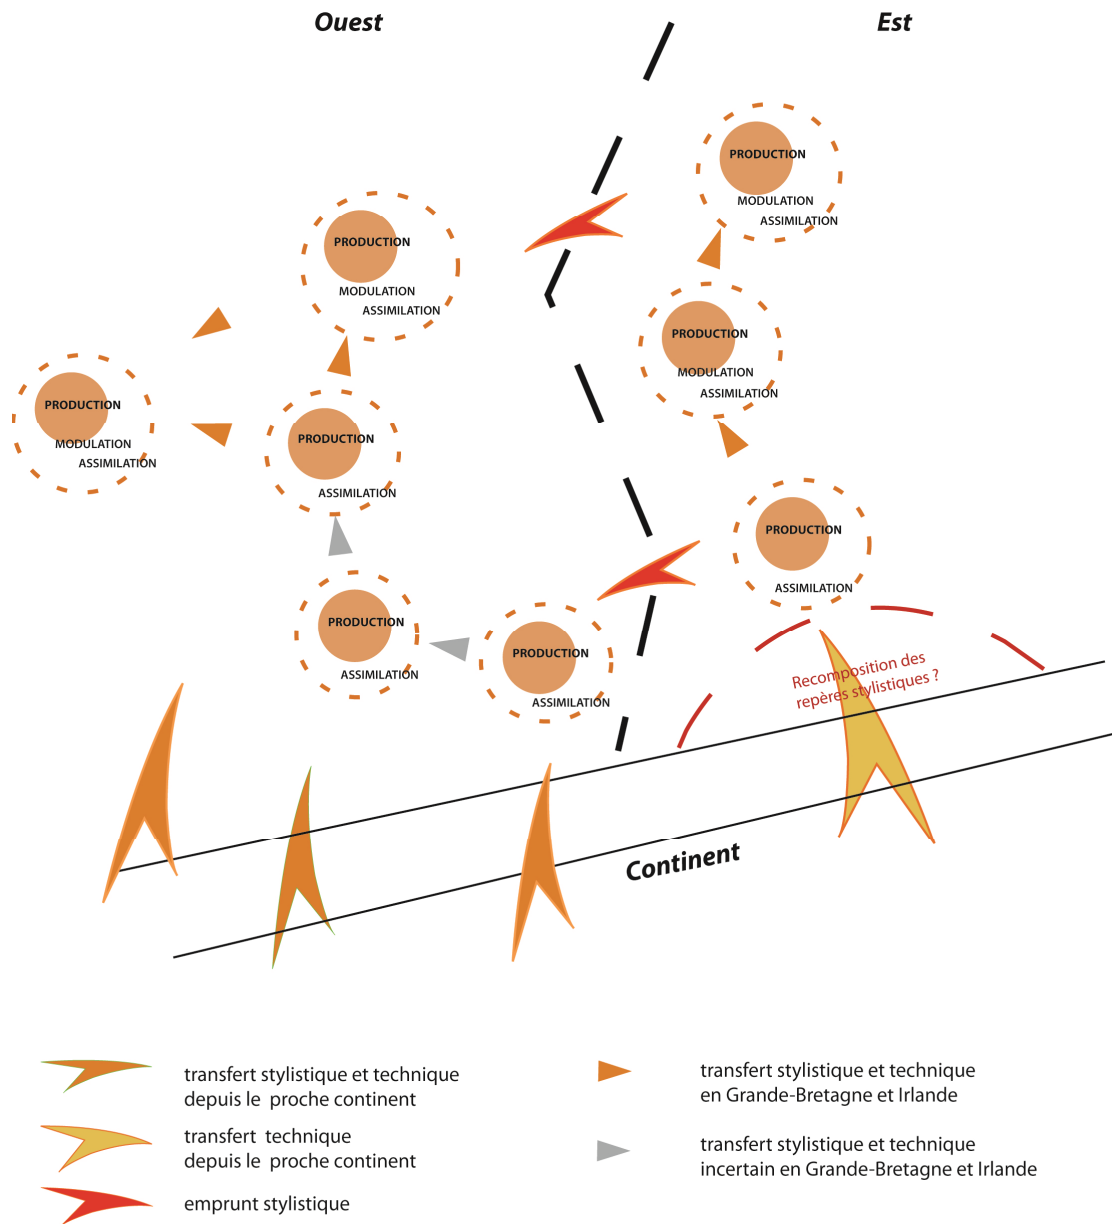 Ouest
Est
PRODUCTION
MODULATION
ASSIMILATION
PRODUCTION
MODULATION
ASSIMILATION
PRODUCTION
MODULATION
ASSIMILATION
PRODUCTION
MODULATION
ASSIMILATION
PRODUCTION
ASSIMILATION
PRODUCTION
ASSIMILATION
PRODUCTION
ASSIMILATION
PRODUCTION
ASSIMILATION
Recomposition des
repères stylistiques ?
Continent
transfert stylistique et technique
depuis le proche continent
transfert technique
depuis le proche continent
emprunt stylistique
transfert stylistique et technique
en Grande-Bretagne et Irlande
transfert stylistique et technique
incertain en Grande-Bretagne et Irlande